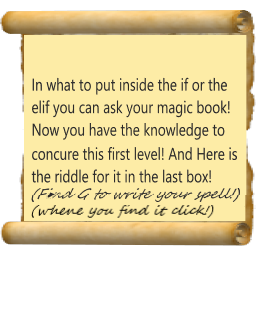 In what to put inside the if or the
elif you can ask your magic book!
Now you have the knowledge to
concure this first level! And Here is
the riddle for it in the last box!
(Find G to write your spell!)
(whene you find it click!)